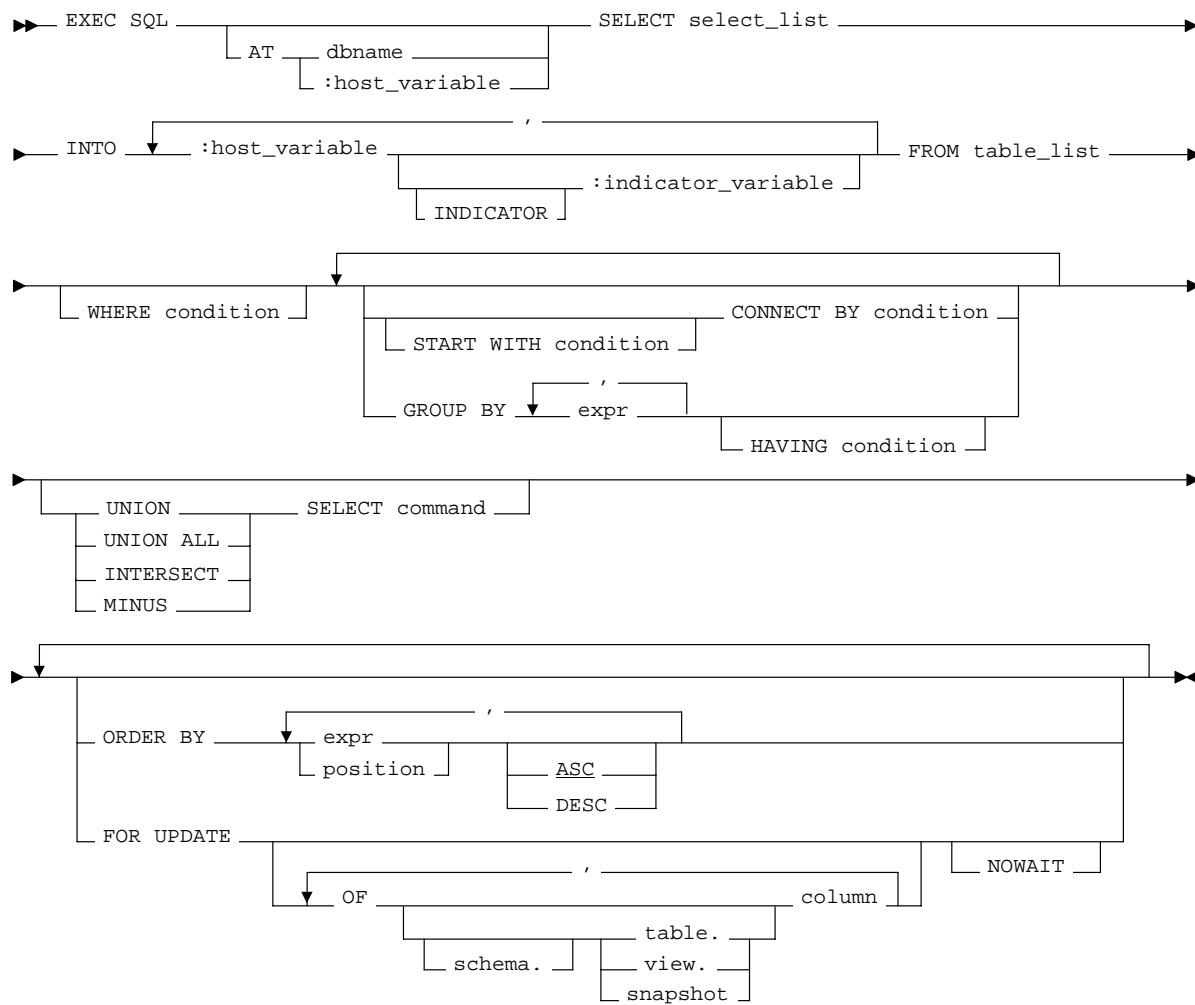 EXEC SQL SELECT select_list
AT dbname
:host_variable
,
INTO :host_variable FROM table_list
:indicator_variable
INDICATOR
WHERE condition CONNECT BY condition
START WITH condition
,
GROUP BY expr
HAVING condition
UNION SELECT command
UNION ALL
INTERSECT
MINUS
,
ORDER BY expr
position ASC
DESC
FOR UPDATE
, NOWAIT
OF column
table.
schema. view.
snapshot